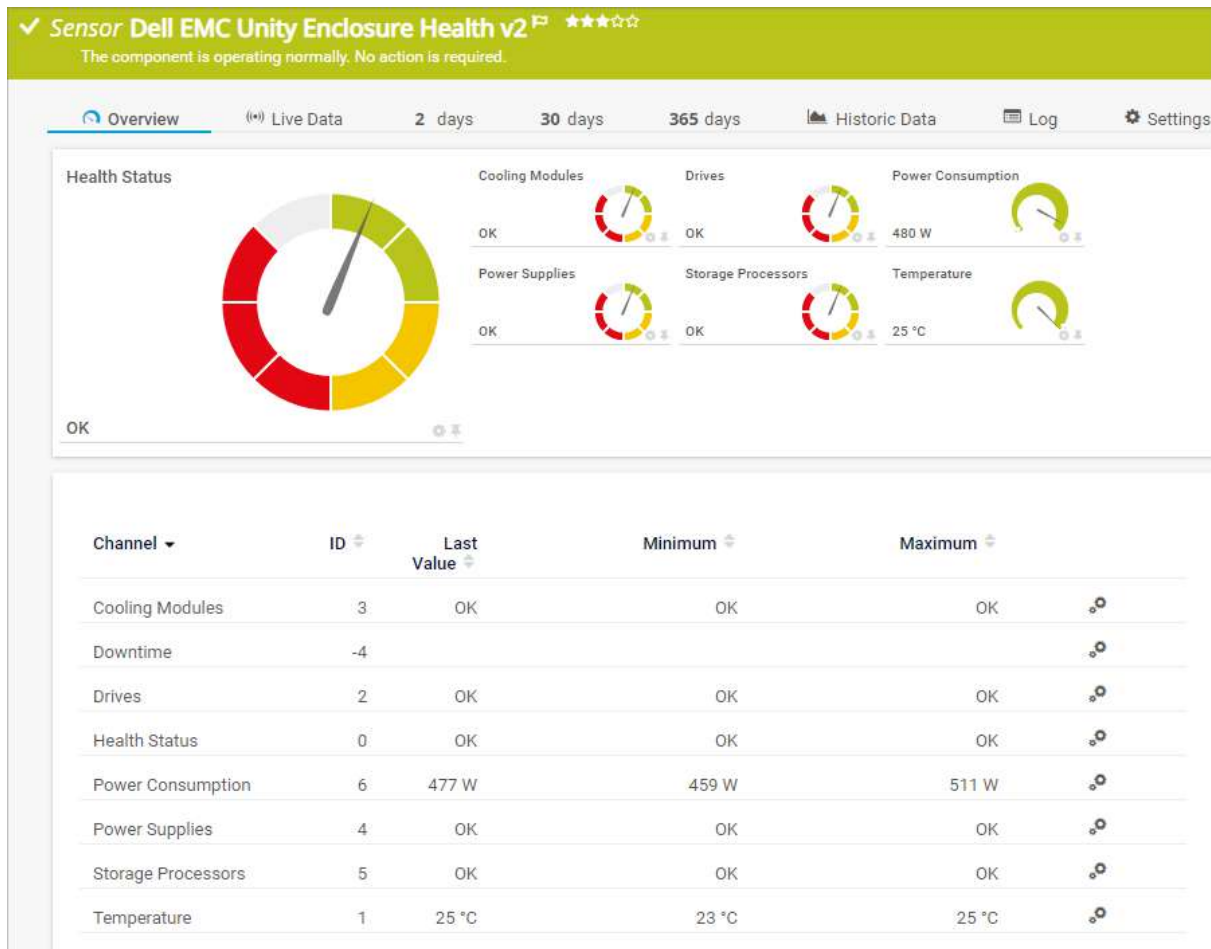 Sensor Dell EMC Unity Enclosure Health v2
The component is operating normally. No action is required.
Overview Live Data 2 days 30 days 365 days Historic Data Log Settings
Health Status
OK
Cooling Modules
OK
Drives
OK
Power Consumption
480 W
Power Supplies
OK
Storage Processors
OK
Temperature
25 °C
Channel ID Last Value Minimum Maximum
Cooling Modules 3 OK OK OK
Downtime -4
Drives 2 OK OK OK
Health Status 0 OK OK OK
Power Consumption 6 477 W 459 W 511 W
Power Supplies 4 OK OK OK
Storage Processors 5 OK OK OK
Temperature 1 25 °C 23 °C 25 °C